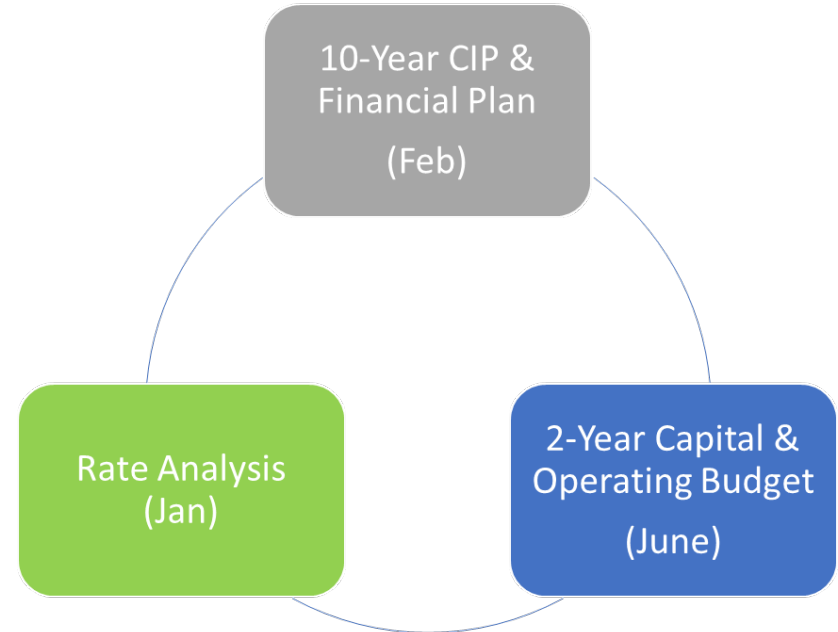 10-Year CIP &
Financial Plan
(Feb)
Rate Analysis
(Jan)
2-Year Capital &
Operating Budget
(June)